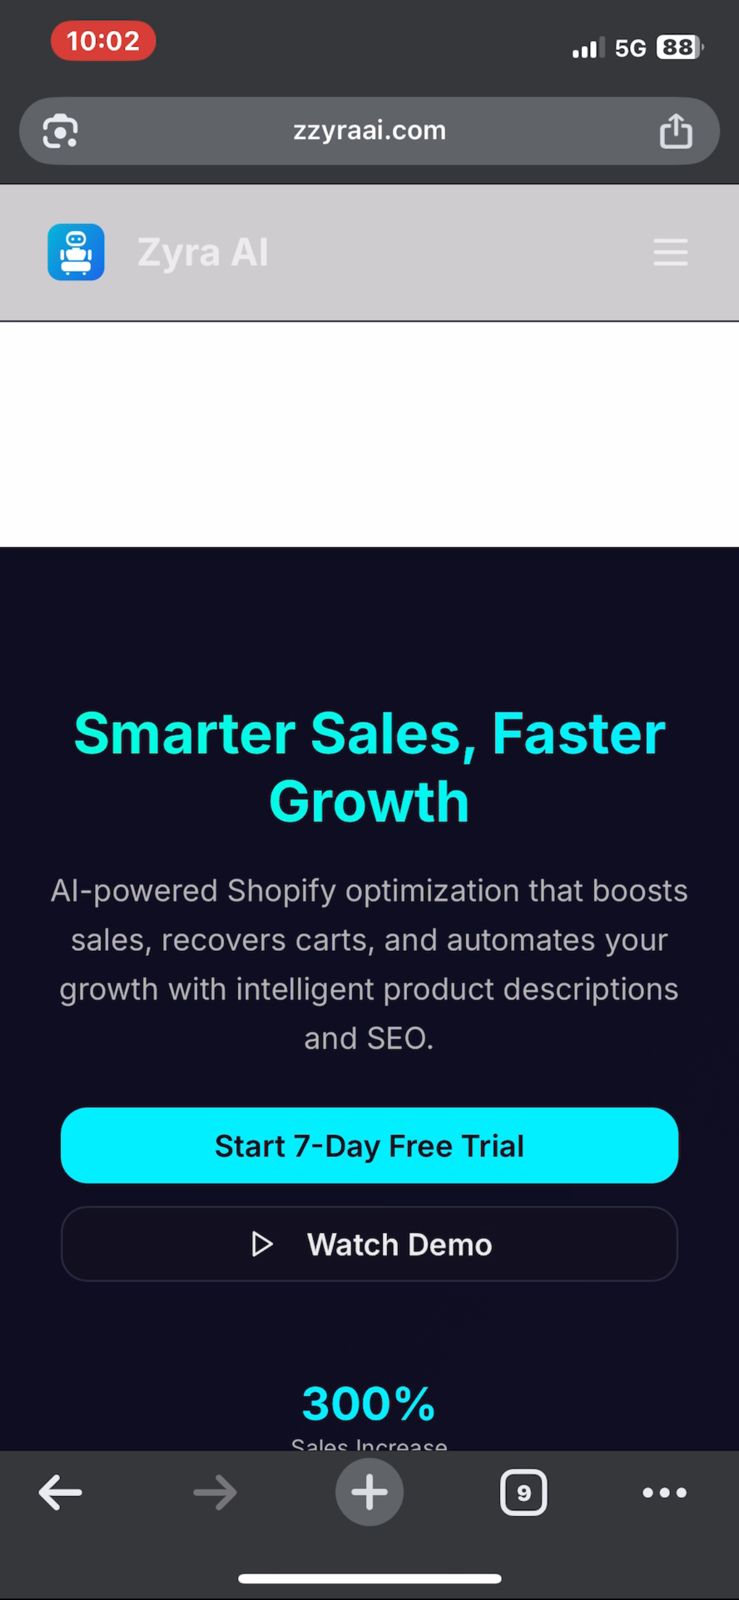 10:02
5G 88
zzyraai.com
Zyra AI
Smarter Sales, Faster
Growth
AI-powered Shopify optimization that boosts
sales, recovers carts, and automates your
growth with intelligent product descriptions
and SEO.
Start 7-Day Free Trial
Watch Demo
300%
Sales Increase
9